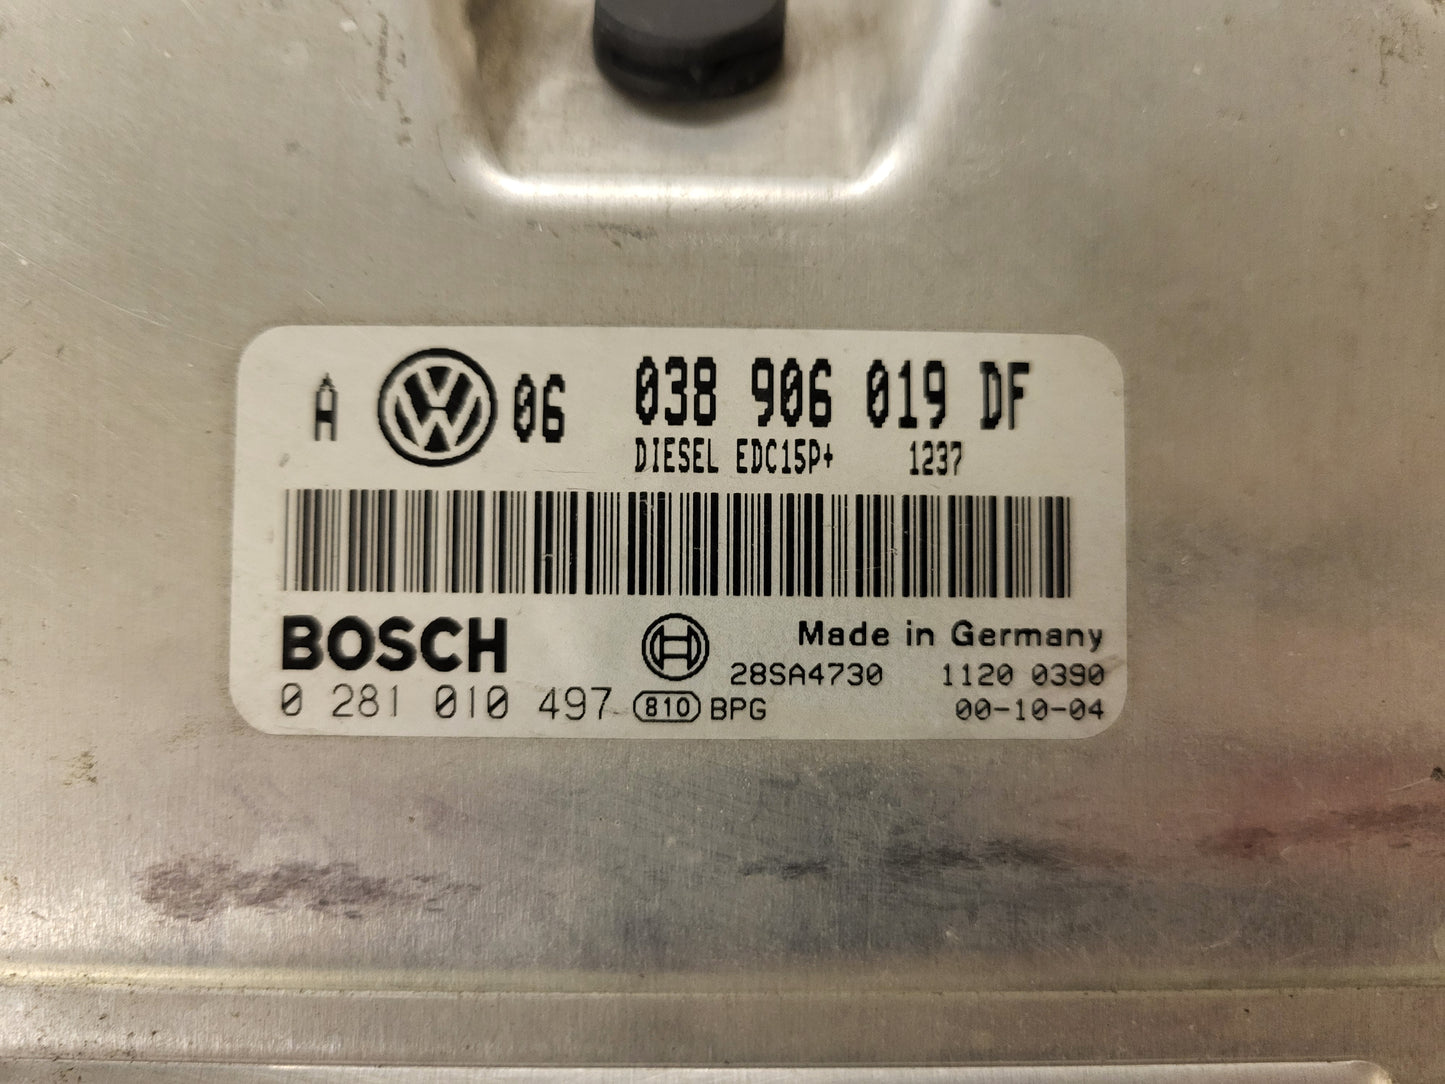 A VW 06 038 906 019 DF
DIESEL EDC15P+ 1237
BOSCH Made in Germany
28SA4730 1120 0390
0 281 010 497 810 BPG 00-10-04